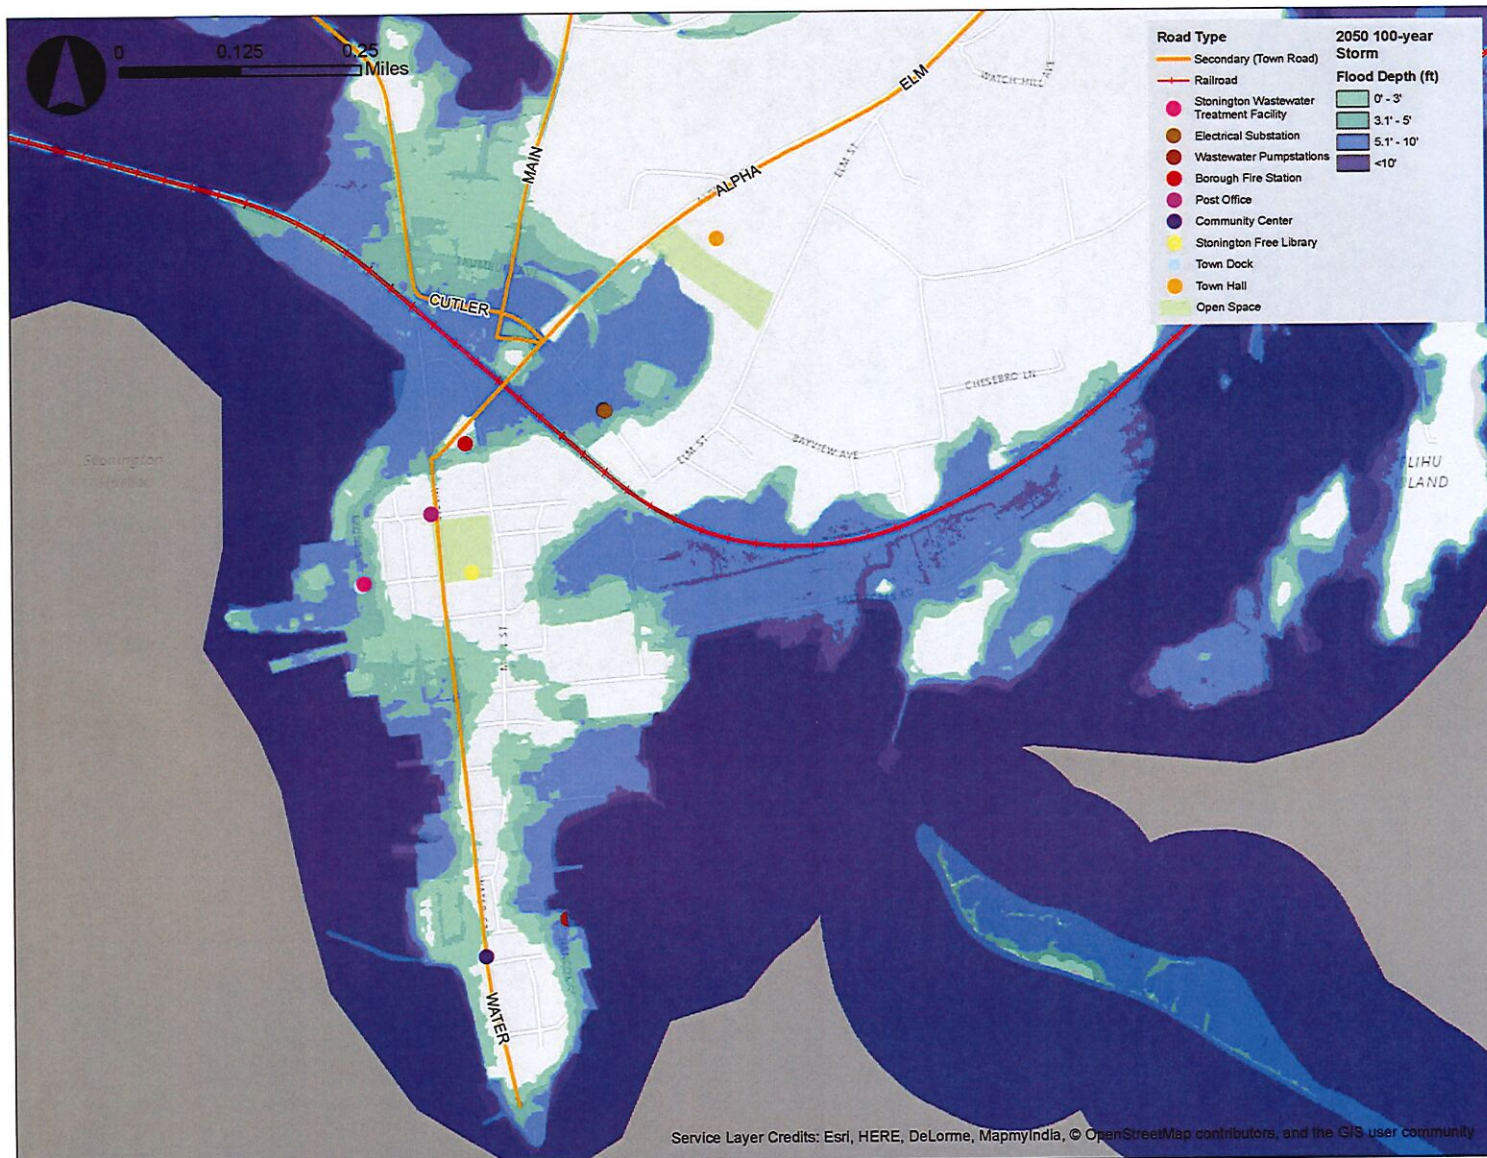 0 0.125 0.25
Miles
Road Type
Secondary (Town Road)
Railroad
Stonington Wastewater
Treatment Facility
Electrical Substation
Wastewater Pumpstations
Borough Fire Station
Post Office
Community Center
Stonington Free Library
Town Dock
Town Hall
Open Space
2050 100-year
Storm
Flood Depth (ft)
0' - 3'
3.1' - 5'
5.1' - 10'
<10'
ELM
WATCH HILL AVE
MAIN
ALPHA
ELM ST
CUTLER
CHESEBRO LN
ELM ST
BAYVIEW AVE
Stonington
Harbor
LIHU
LAND
WATER
Service Layer Credits: Esri, HERE, DeLorme, MapmyIndia, © OpenStreetMap contributors, and the GIS user community